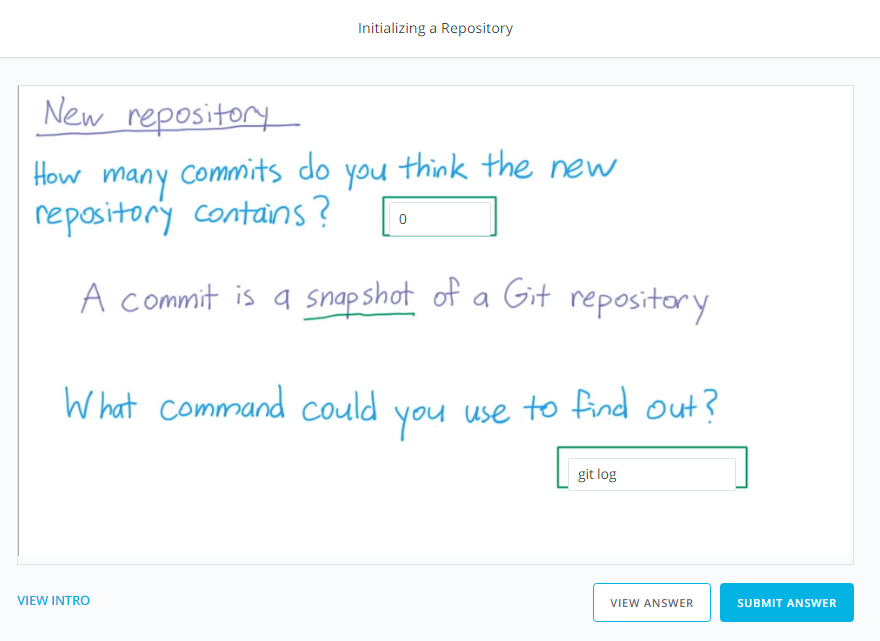 Initializing a Repository
New repository
How many commits do you think the new
repository contains? 0
A commit is a snapshot of a Git repository
What command could you use to find out?
git log
VIEW INTRO
VIEW ANSWER
SUBMIT ANSWER